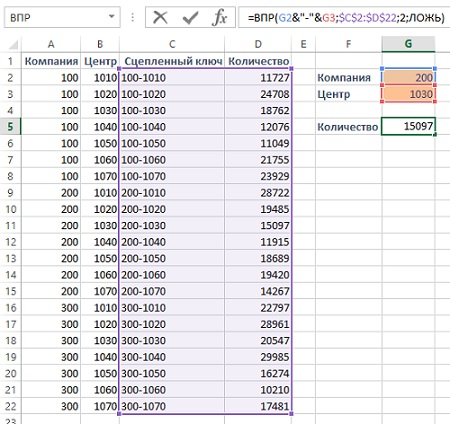 ВПР =ВПР(G2&"-"&G3;$C$2:$D$22;2;ЛОЖЬ)
A B C D E F G
1 Компания Центр Сцепленный ключ Количество
2 100 1010 100-1010 11727 Компания 200
3 100 1020 100-1020 24708 Центр 1030
4 100 1030 100-1030 18762
5 100 1040 100-1040 12076 Количество 15097
6 100 1050 100-1050 11049
7 100 1060 100-1060 21755
8 100 1070 100-1070 23929
9 200 1010 200-1010 28722
10 200 1020 200-1020 19485
11 200 1030 200-1030 15097
12 200 1040 200-1040 11915
13 200 1050 200-1050 18689
14 200 1060 200-1060 19420
15 200 1070 200-1070 14267
16 300 1010 300-1010 22797
17 300 1020 300-1020 28961
18 300 1030 300-1030 20547
19 300 1040 300-1040 29985
20 300 1050 300-1050 16274
21 300 1060 300-1060 10210
22 300 1070 300-1070 17481
23